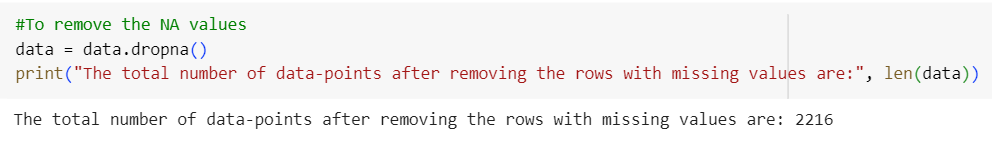 #To remove the NA values
data = data.dropna()
print("The total number of data-points after removing the rows with missing values are:", len(data))
The total number of data-points after removing the rows with missing values are: 2216